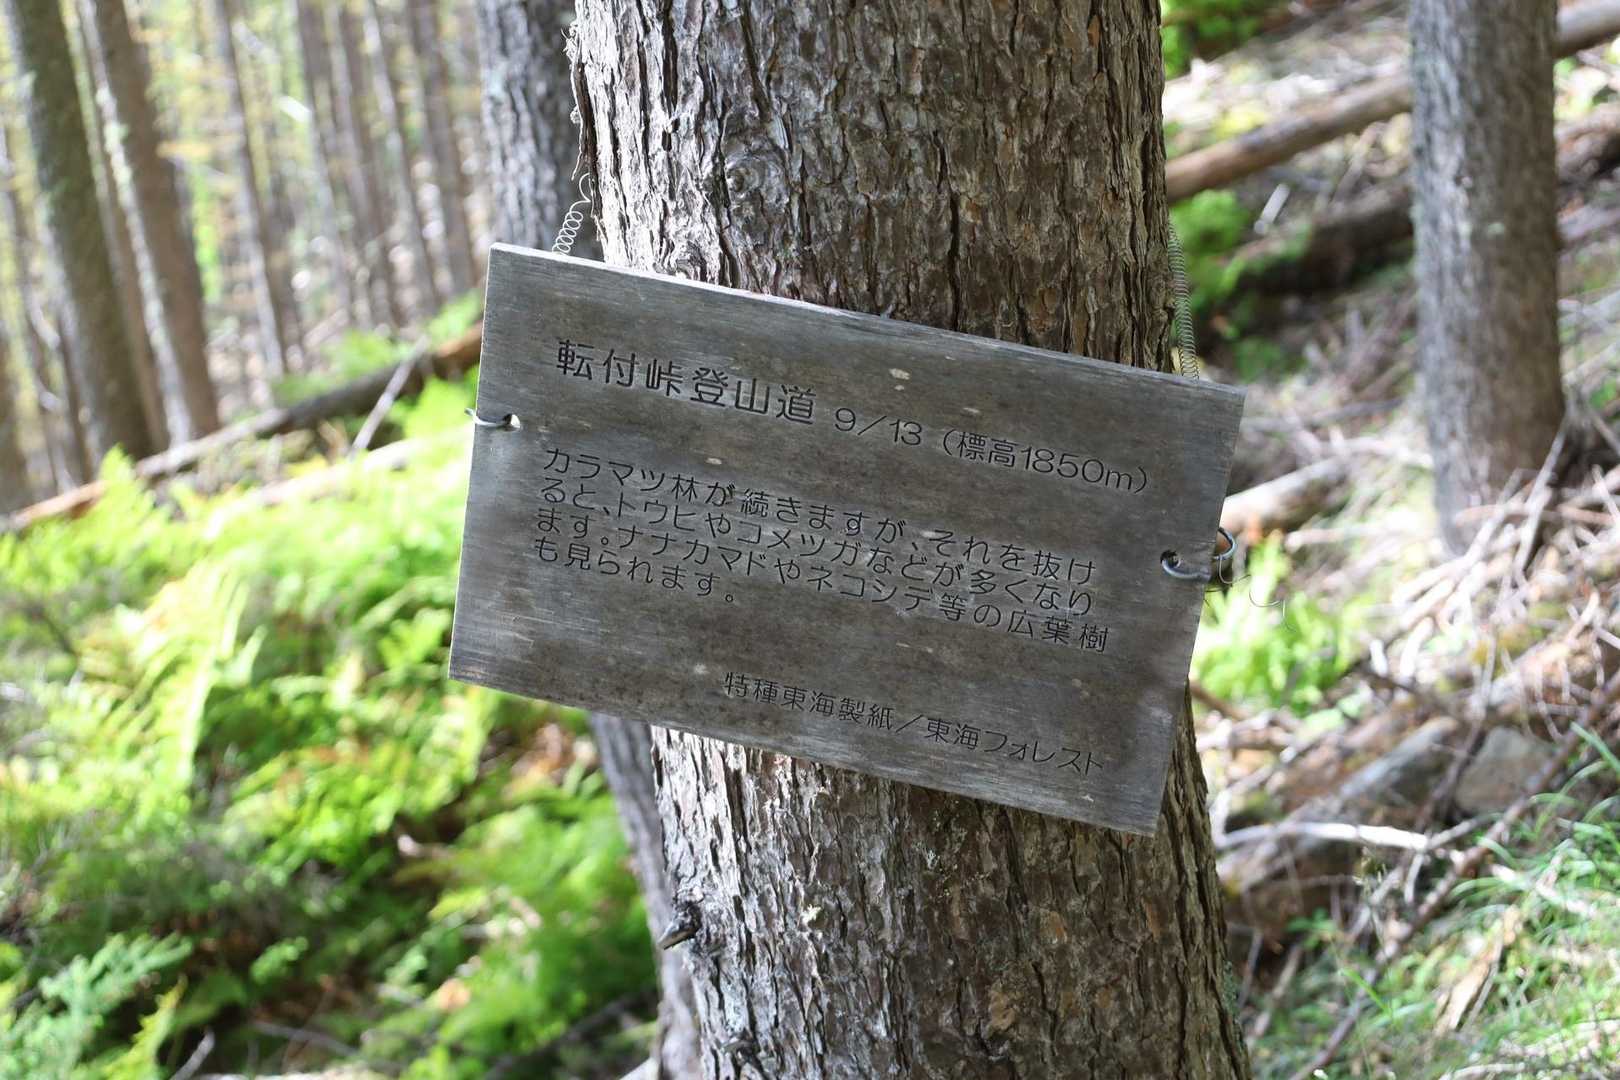 転付峠登山道 9/13（標高1850m）
カラマツ林が続きますが、それを抜け
ると、トウヒやコメツガなどが多くなり
ます。ナナカマドやネコシデ等の広葉樹
も見られます。
特種東海製紙／東海フォレスト